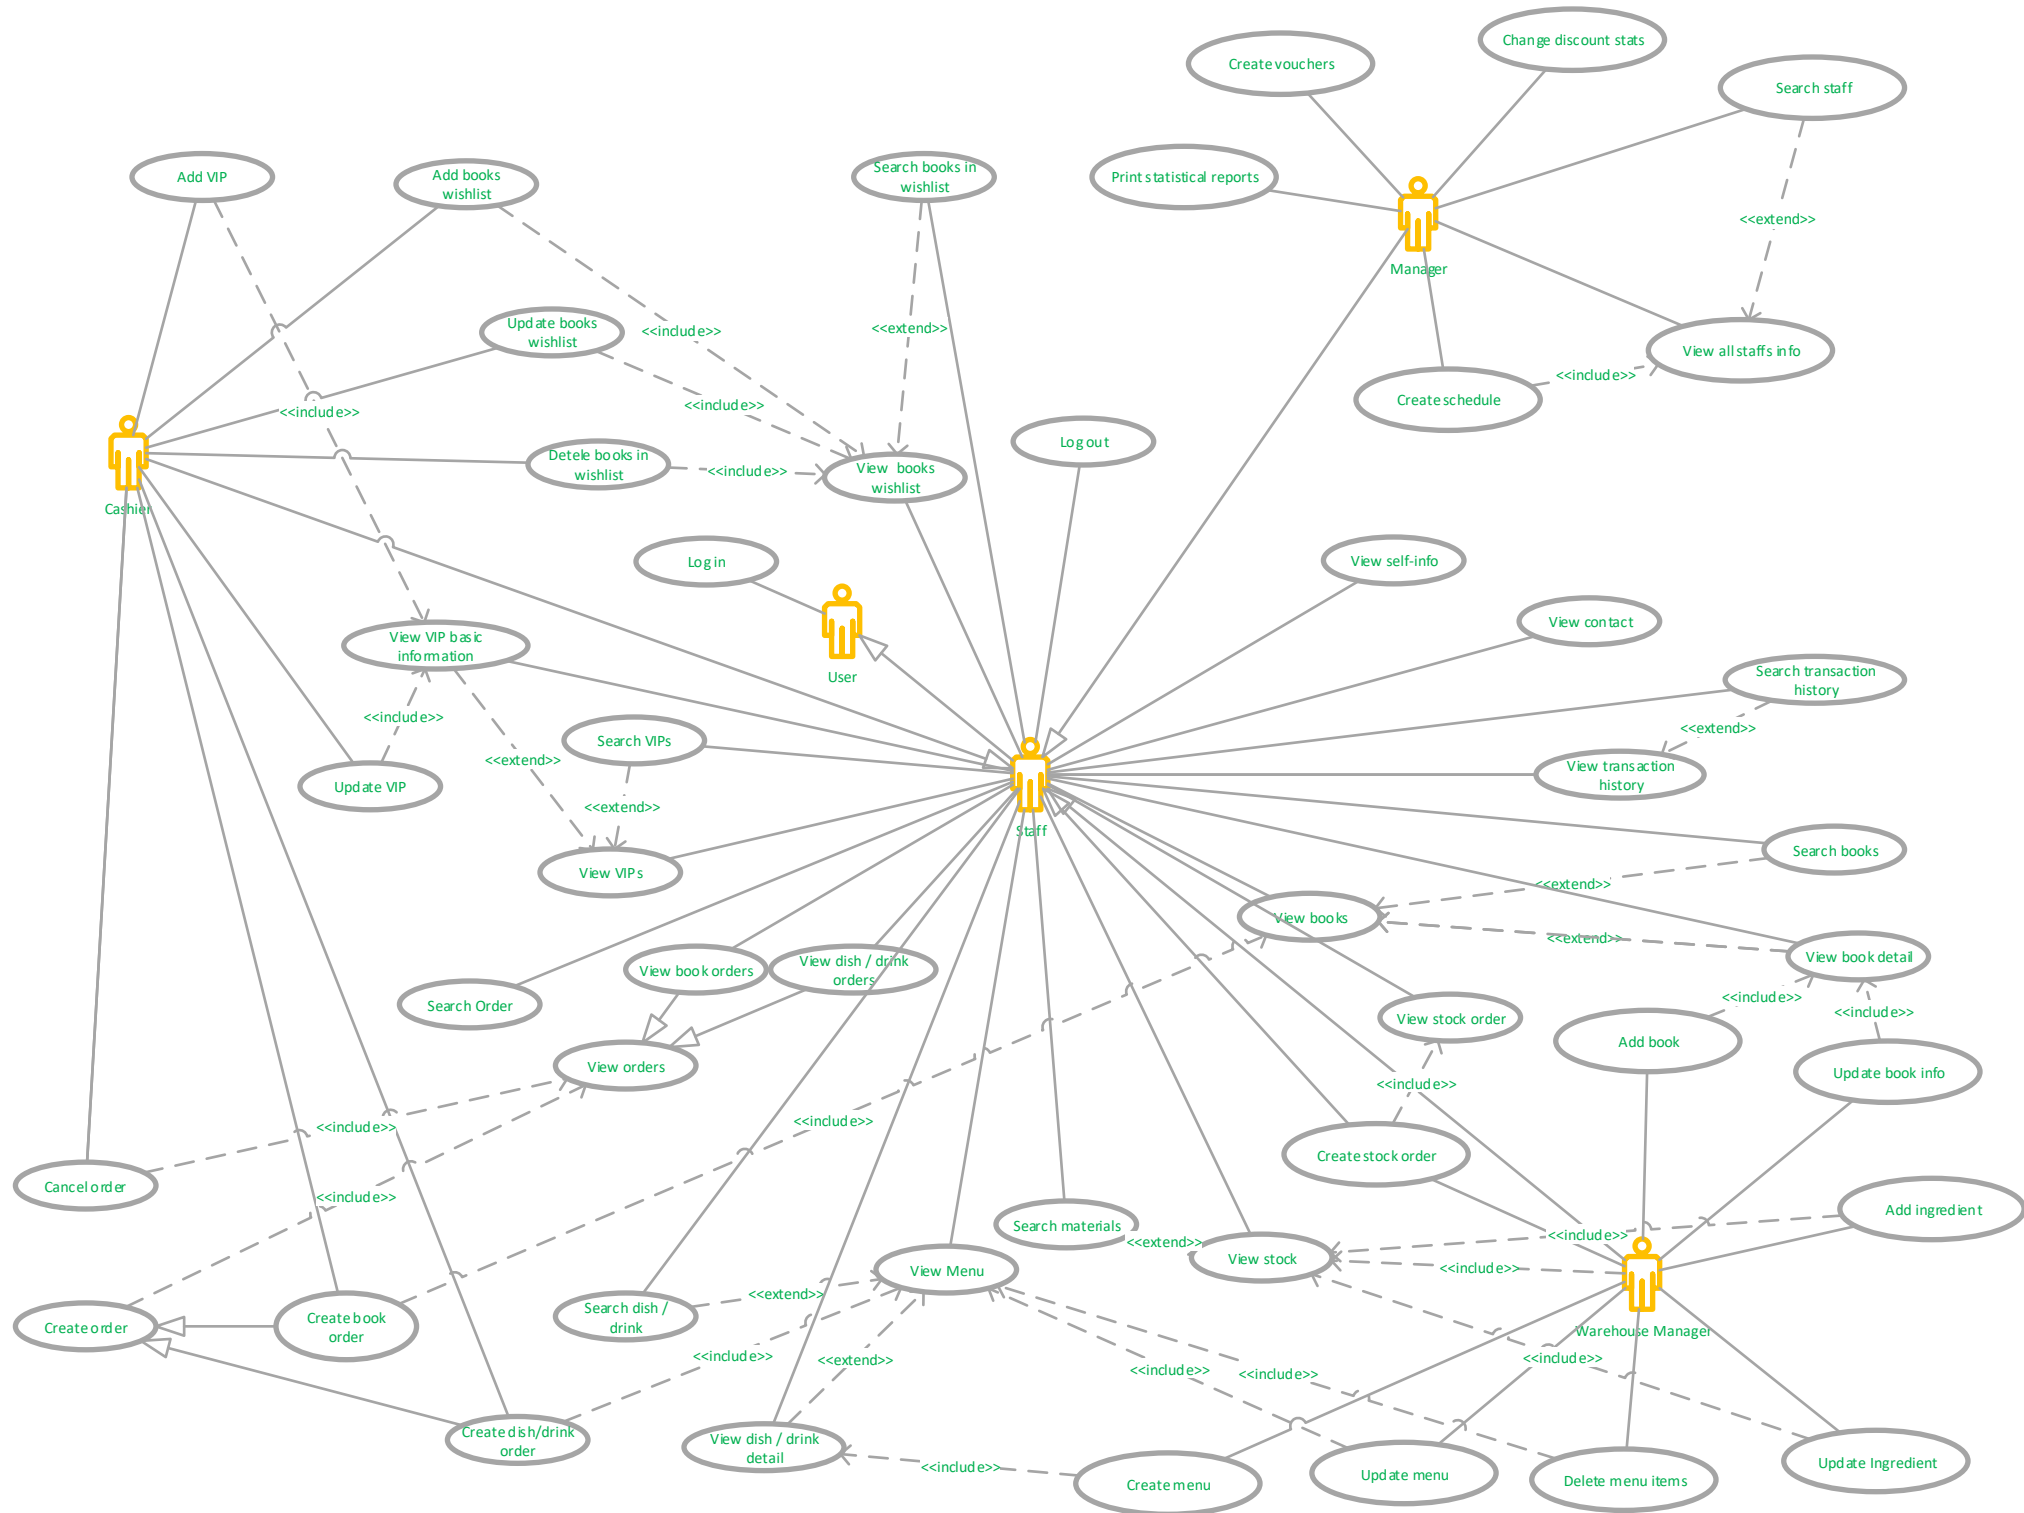 Change discount stats
Create vouchers
Search staff
Add VIP
Add books
wishlist
Search books in
wishlist
Print statistical reports
<<extend>>
Manager
Update books
wishlist
<<include>>
<<extend>>
View all staffs info
<<include>>
Create schedule
<<include>>
<<include>>
Log out
Detele books in
wishlist
<<include>>
View books
wishlist
Cashier
Log in
View self-info
View contact
View VIP basic
information
User
Search transaction
history
<<include>>
<<extend>>
Search VIPs
<<extend>>
View transaction
history
Update VIP
<<extend>>
Staff
Search books
View VIPs
<<extend>>
View books
<<extend>>
View book detail
View book orders
View dish / drink
orders
Search Order
<<include>>
<<include>>
View stock order
Add book
View orders
Update book info
<<include>>
<<include>>
<<include>>
Create stock order
Cancel order
<<include>>
Add ingredient
Search materials
<<extend>>
<<include>>
View stock
<<include>>
View Menu
<<extend>>
Search dish /
drink
Create order
Create book
order
Warehouse Manager
<<include>>
<<extend>>
<<include>>
<<include>>
<<include>>
Create dish/drink
order
View dish / drink
detail
<<include>>
Create menu
Update menu
Delete menu items
Update Ingredient